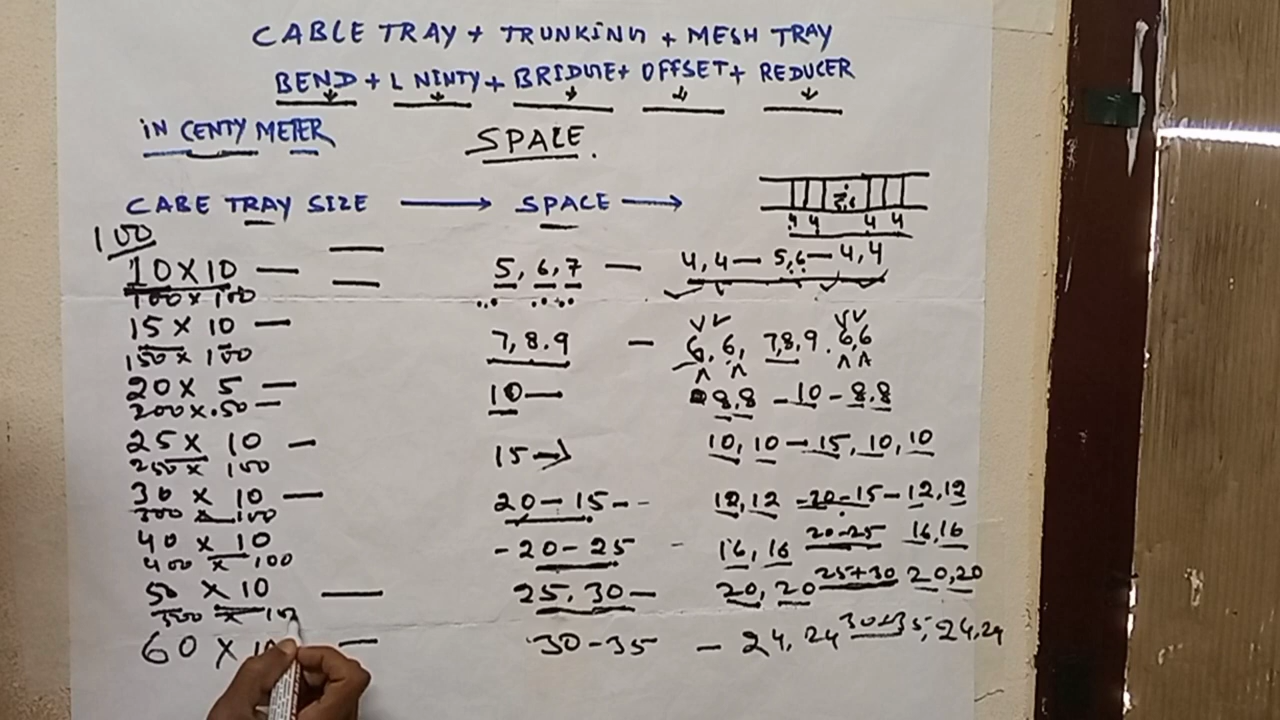 CABLE TRAY + TRUNKING + MESH TRAY
BEND + L NINTY + BRIDGE + OFFSET + REDUCER
IN CENTY METER SPACE.
CABE TRAY SIZE SPACE
4 4 4 4
100
10 X 10 — 5, 6, 7 — 4, 4 — 5, 6 — 4, 4
100 X 100
15 X 10 — 7, 8. 9 — 6, 6, 7, 8, 9. 6, 6
150 X 100
20 X 5 — 10 — 8, 8 - 10 - 8, 8
200 X .50 —
25 X 10 — 15 → 10, 10 — 15, 10, 10
250 X 100
30 X 10 — 20 — 15 - - 12, 12 - 20 - 15 - 12, 12
300 X 100
40 X 10 - 20 - 25 - 16, 16 20 - 25 16, 16
400 X 100
50 X 10 — 25, 30 — 20, 20 25 + 30 20, 20
500 X 10
60 X — 30 - 35 - 24, 24 30 + 35, 24, 24